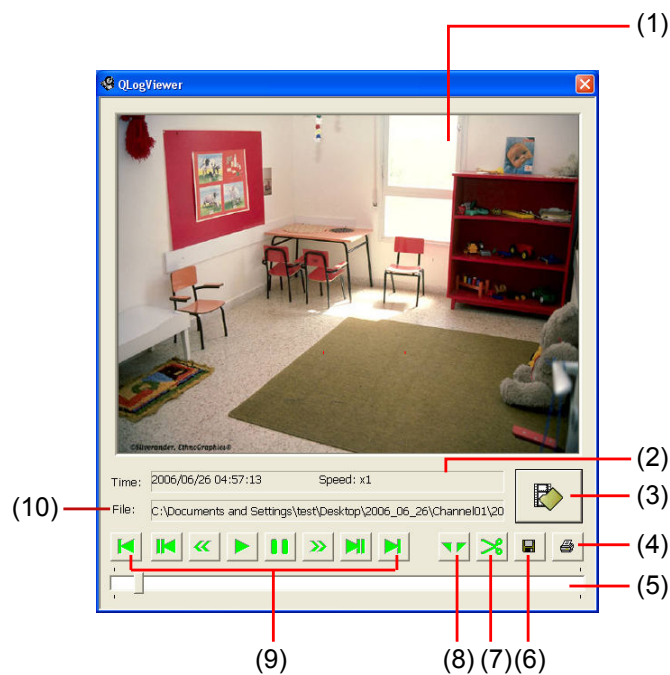 (1)
QLogViewer
©Silverander, EthnoGraphies®
(2)
Time: 2006/06/26 04:57:13 Speed: x1
(3)
(10)
File: C:\Documents and Settings\test\Desktop\2006_06_26\Channel01\20
(4)
(5)
(9)
(8)
(7)
(6)